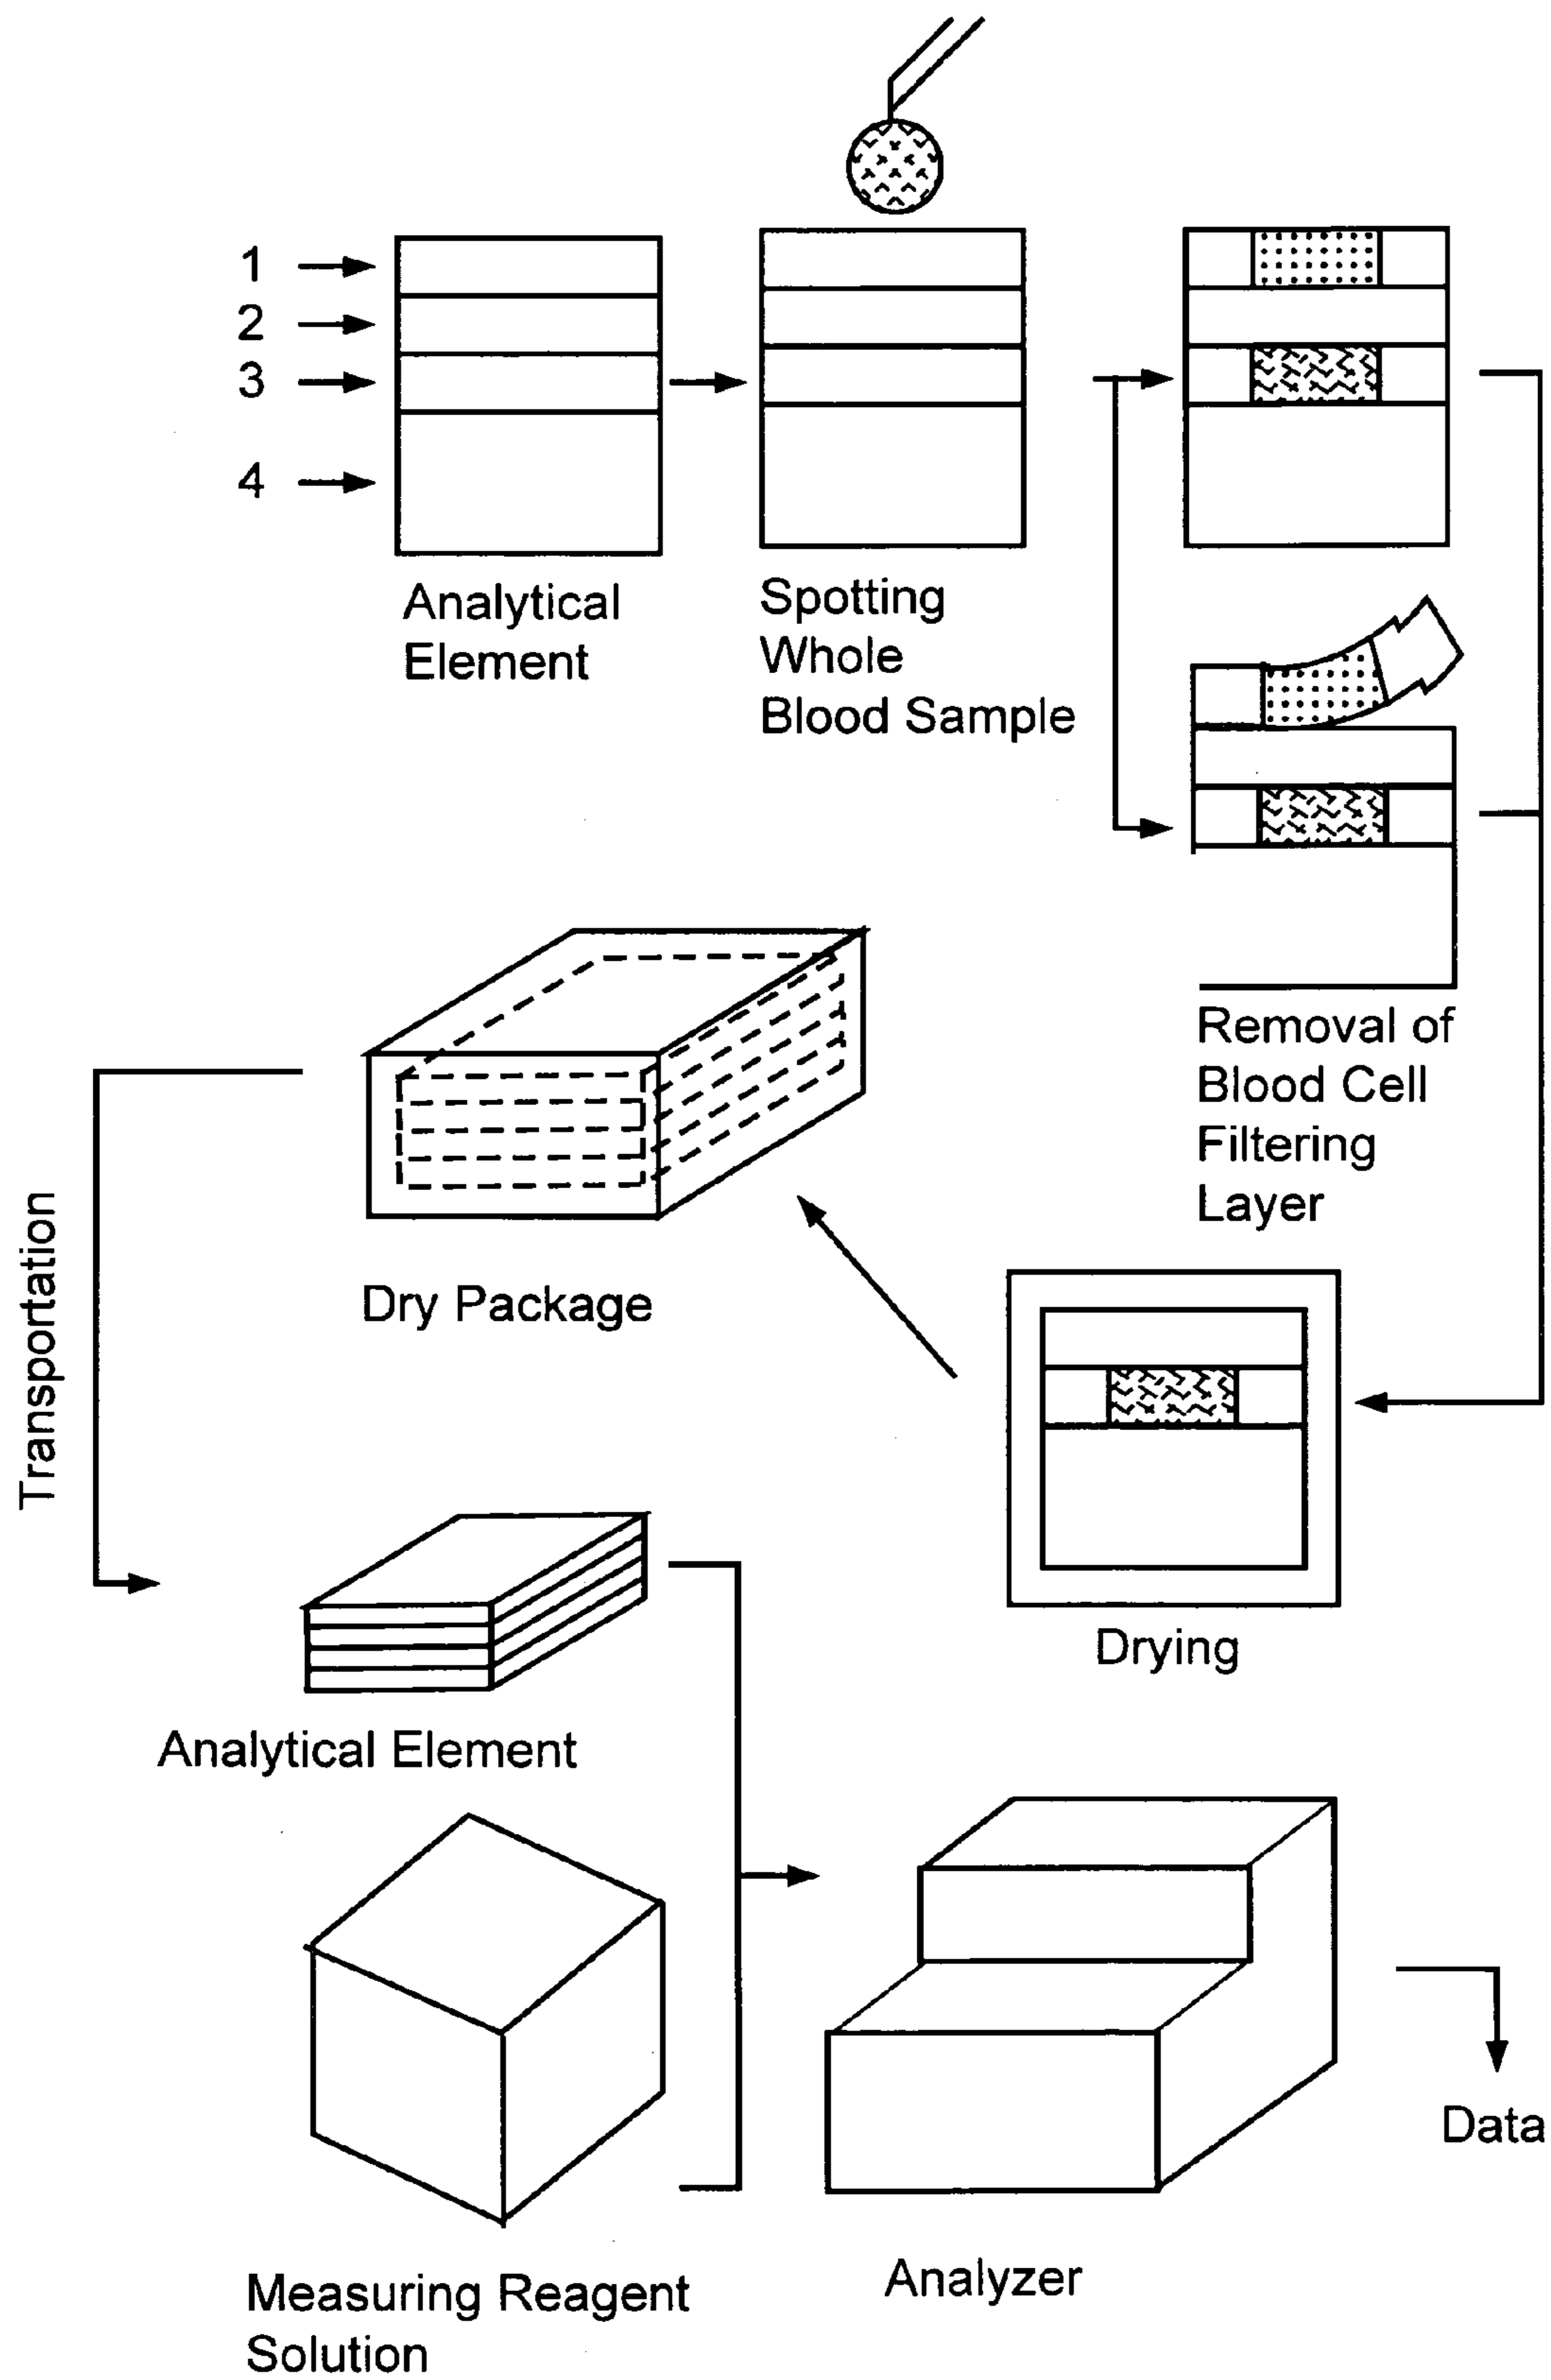 1
2
3
4
Analytical
Element
Spotting
Whole
Blood Sample
Removal of
Blood Cell
Filtering
Layer
Dry Package
Transportation
Drying
Analytical Element
Measuring Reagent
Solution
Analyzer
Data